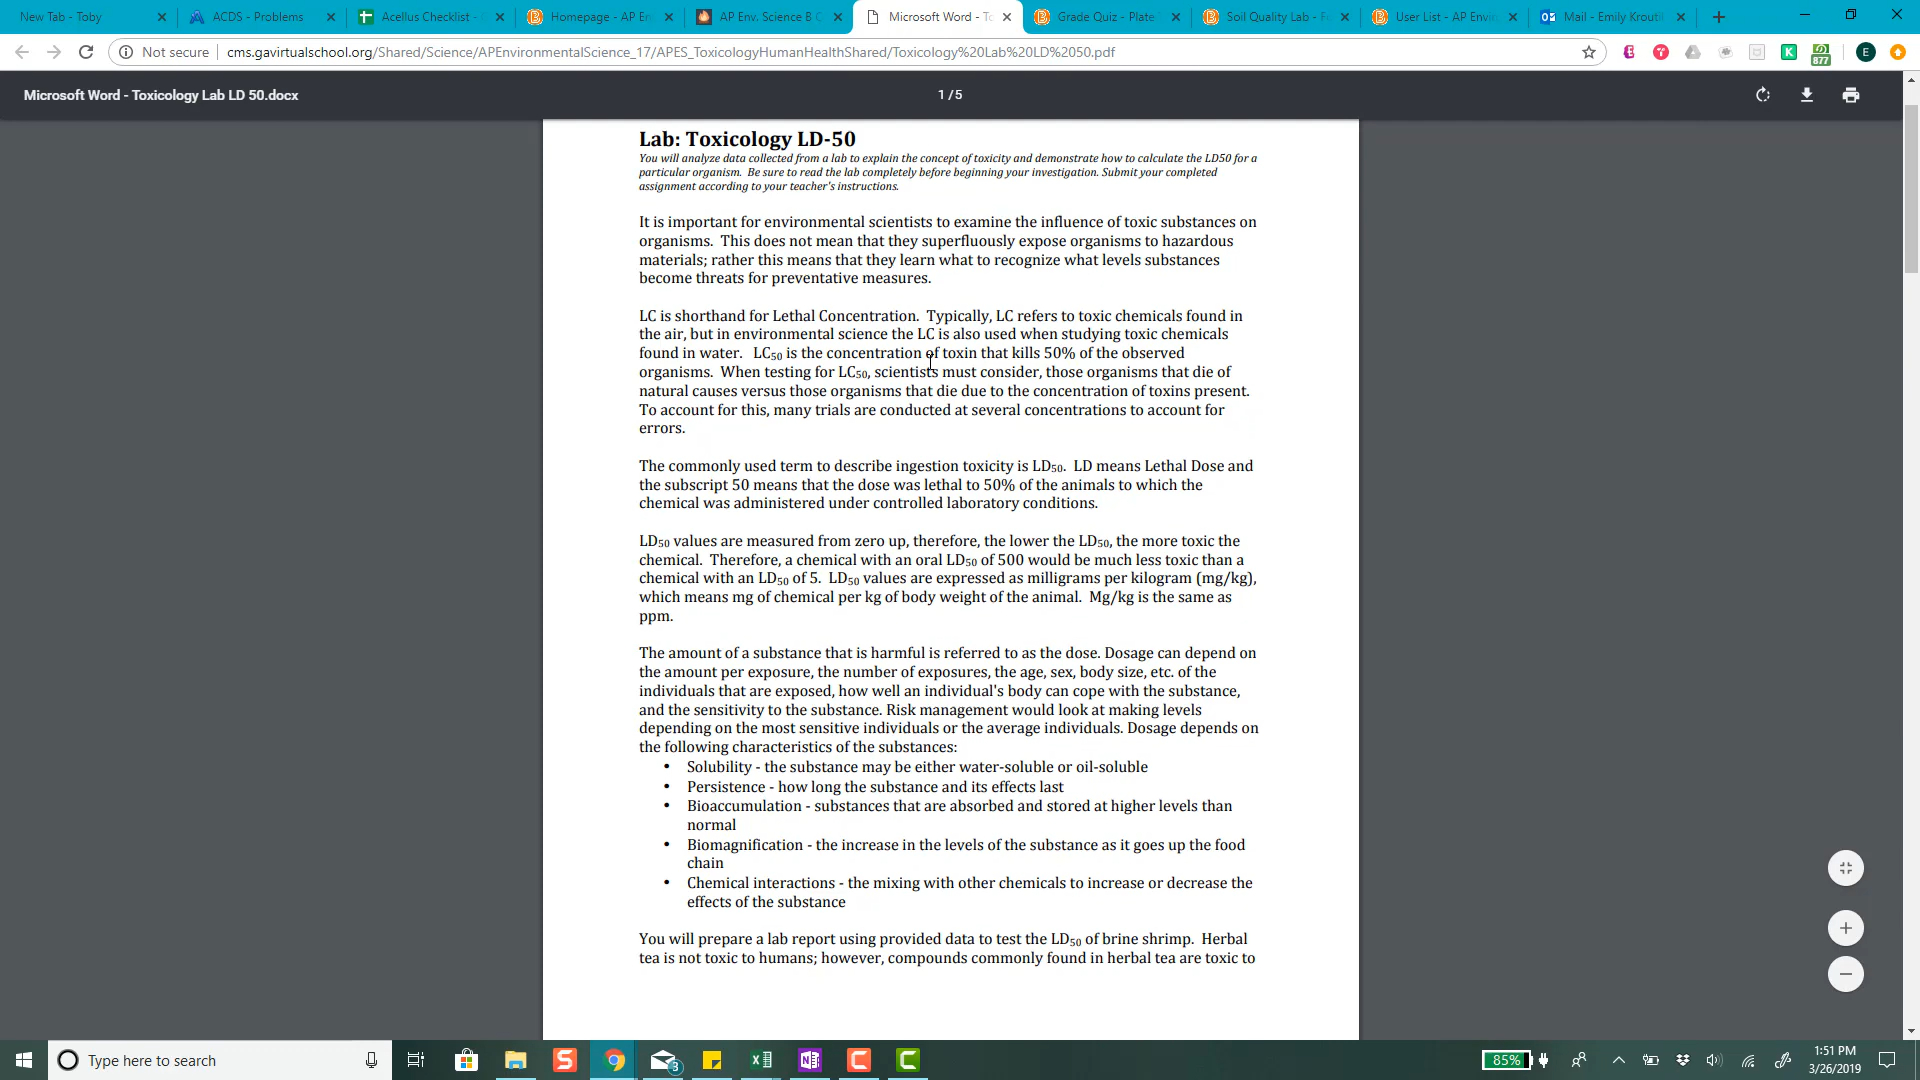 New Tab - Toby
ACDS - Problems
Acellus Checklist -
Homepage - AP En
AP Env. Science B C
Microsoft Word - To
Grade Quiz - Plate
Soil Quality Lab - F
User List - AP Envi
Mail - Emily Krouti
Not secure
cms.gavirtualschool.org/Shared/Science/APEnvironmentalScience_17/APES_ToxicologyHumanHealthShared/Toxicology%20Lab%20LD%2050.pdf
877
E
Microsoft Word - Toxicology Lab LD 50.docx
1 / 5
Lab: Toxicology LD-50
You will analyze data collected from a lab to explain the concept of toxicity and demonstrate how to calculate the LD50 for a
particular organism.  Be sure to read the lab completely before beginning your investigation. Submit your completed
assignment according to your teacher's instructions.
It is important for environmental scientists to examine the influence of toxic substances on
organisms.  This does not mean that they superfluously expose organisms to hazardous
materials; rather this means that they learn what to recognize what levels substances
become threats for preventative measures.
LC is shorthand for Lethal Concentration.  Typically, LC refers to toxic chemicals found in
the air, but in environmental science the LC is also used when studying toxic chemicals
found in water.   LC50 is the concentration of toxin that kills 50% of the observed
organisms.  When testing for LC50, scientists must consider, those organisms that die of
natural causes versus those organisms that die due to the concentration of toxins present.
To account for this, many trials are conducted at several concentrations to account for
errors.
The commonly used term to describe ingestion toxicity is LD50.  LD means Lethal Dose and
the subscript 50 means that the dose was lethal to 50% of the animals to which the
chemical was administered under controlled laboratory conditions.
LD50 values are measured from zero up, therefore, the lower the LD50, the more toxic the
chemical.  Therefore, a chemical with an oral LD50 of 500 would be much less toxic than a
chemical with an LD50 of 5.  LD50 values are expressed as milligrams per kilogram (mg/kg),
which means mg of chemical per kg of body weight of the animal.  Mg/kg is the same as
ppm.
The amount of a substance that is harmful is referred to as the dose. Dosage can depend on
the amount per exposure, the number of exposures, the age, sex, body size, etc. of the
individuals that are exposed, how well an individual's body can cope with the substance,
and the sensitivity to the substance. Risk management would look at making levels
depending on the most sensitive individuals or the average individuals. Dosage depends on
the following characteristics of the substances:
• Solubility - the substance may be either water-soluble or oil-soluble
• Persistence - how long the substance and its effects last
• Bioaccumulation - substances that are absorbed and stored at higher levels than
normal
• Biomagnification - the increase in the levels of the substance as it goes up the food
chain
• Chemical interactions - the mixing with other chemicals to increase or decrease the
effects of the substance
You will prepare a lab report using provided data to test the LD50 of brine shrimp.  Herbal
tea is not toxic to humans; however, compounds commonly found in herbal tea are toxic to
Type here to search
3
85%
1:51 PM
3/26/2019